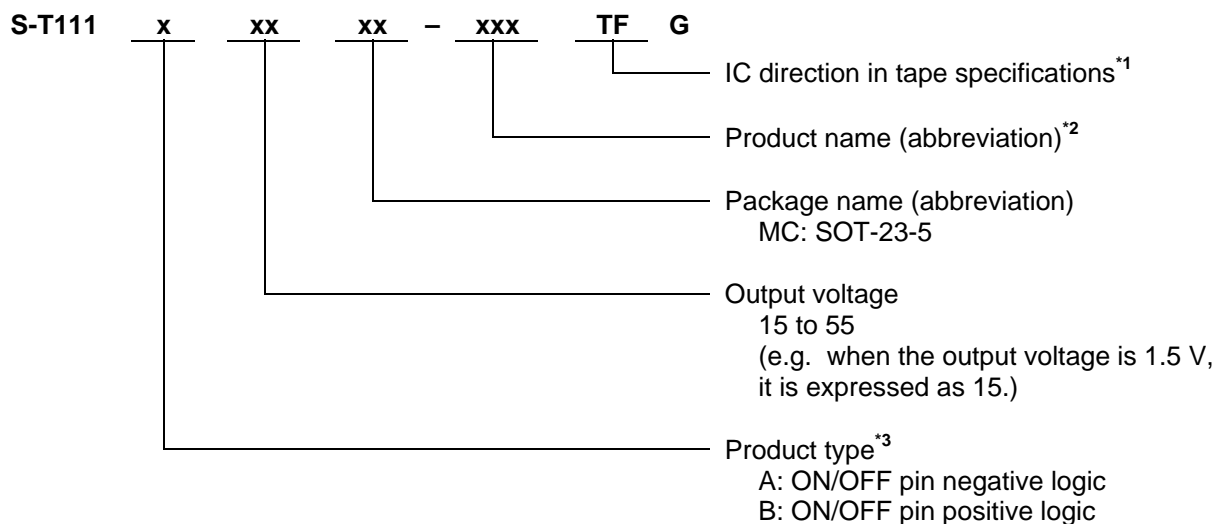 S-T111 x xx xx – xxx TF G
IC direction in tape specifications*1
Product name (abbreviation)*2
Package name (abbreviation)
MC: SOT-23-5
Output voltage
15 to 55
(e.g. when the output voltage is 1.5 V,
it is expressed as 15.)
Product type*3
A: ON/OFF pin negative logic
B: ON/OFF pin positive logic